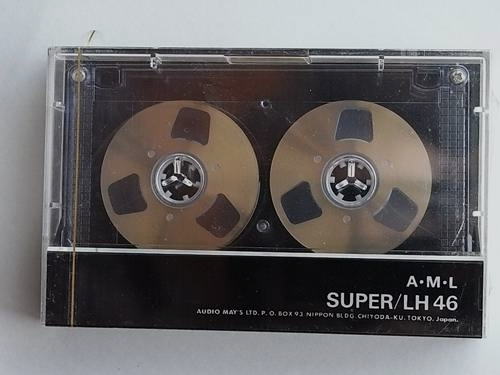 A·M·L
SUPER/LH 46
AUDIO MAY'S LTD. P. O. BOX 93 NIPPON BLDG. CHIYODA-KU. TOKYO. Japan.